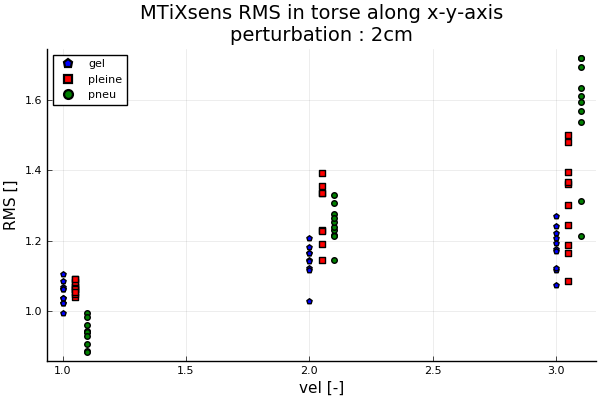 MTiXsens RMS in torse along x-y-axis
perturbation : 2cm
gel
pleine
pneu
1.6
1.4
1.2
1.0
RMS []
1.0 1.5 2.0 2.5 3.0
vel [-]